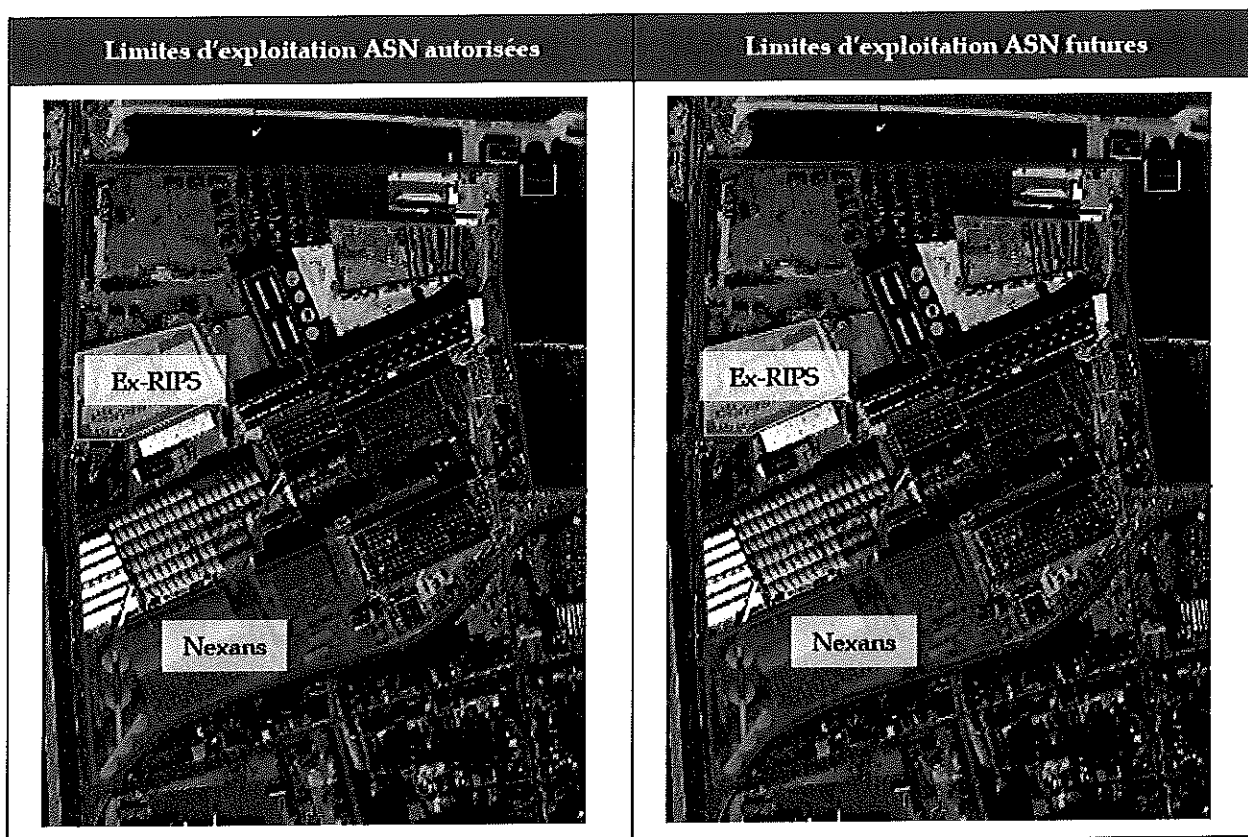 Limites d'exploitation ASN autorisées
Limites d'exploitation ASN futures
Ex-RIPS
Nexans
Ex-RIPS
Nexans